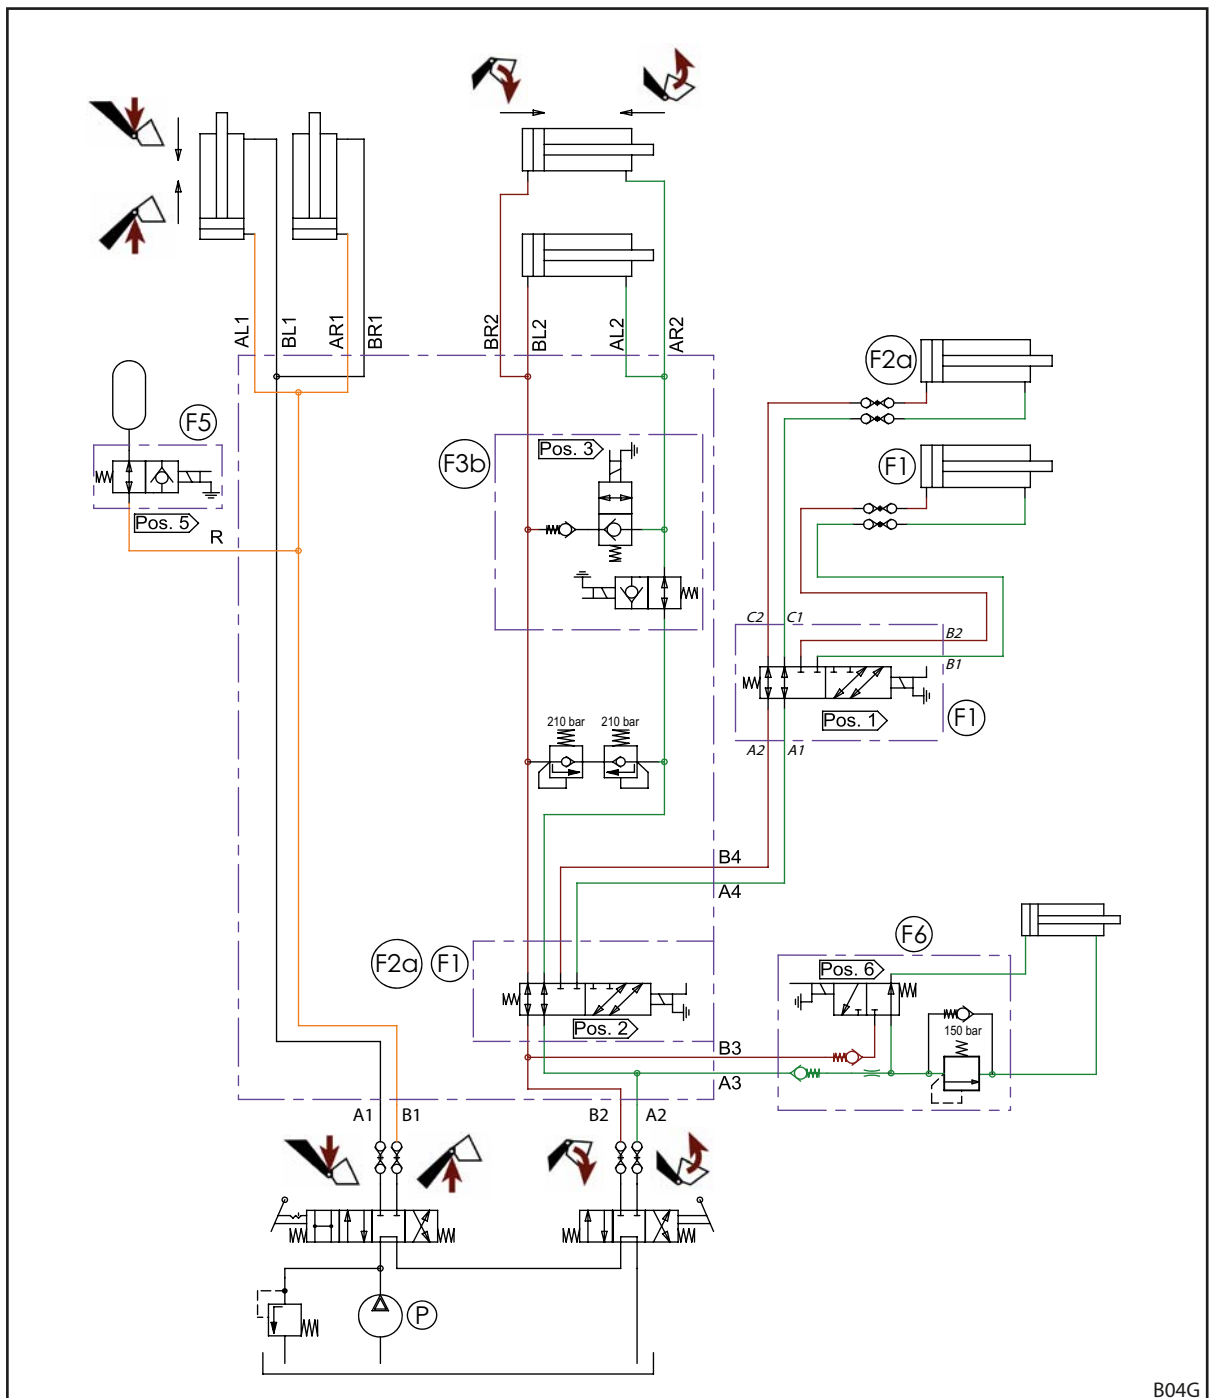 AL1
BL1
AR1
BR1
BR2
BL2
AL2
AR2
F2a
F5
F3b
Pos. 3
F1
Pos. 5
R
C2
C1
B2
B1
Pos. 1
F1
210 bar
210 bar
A2
A1
B4
A4
F6
F2a
F1
Pos. 6
Pos. 2
150 bar
B3
A3
A1
B1
B2
A2
P
B04G